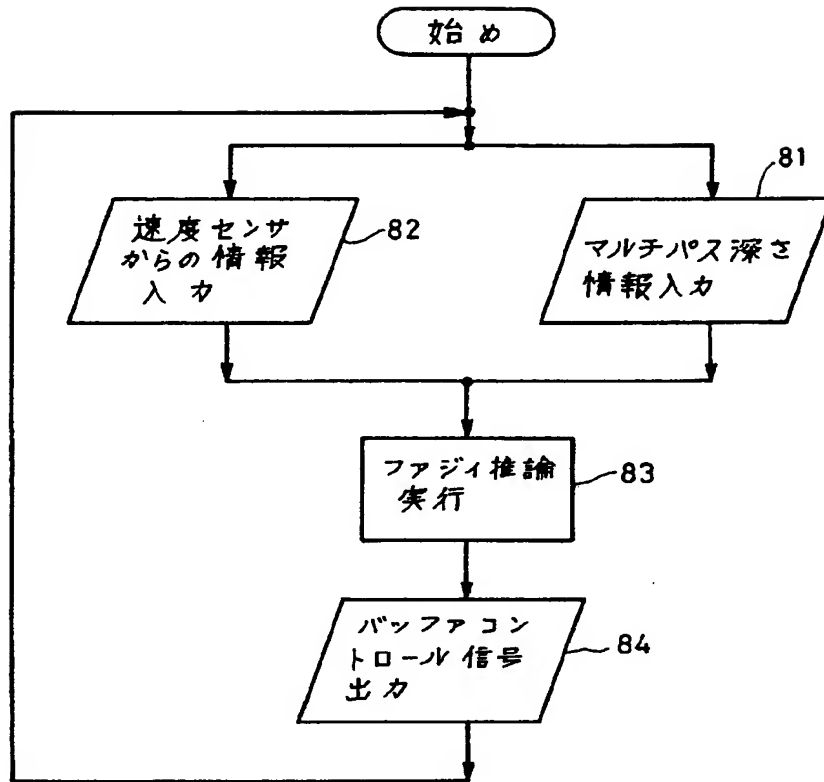 始め
81
速度センサ
からの情報
入力
82
マルチパス深さ
情報入力
ファジィ推論
実行
83
バッファコン
トロール信号
出力
84